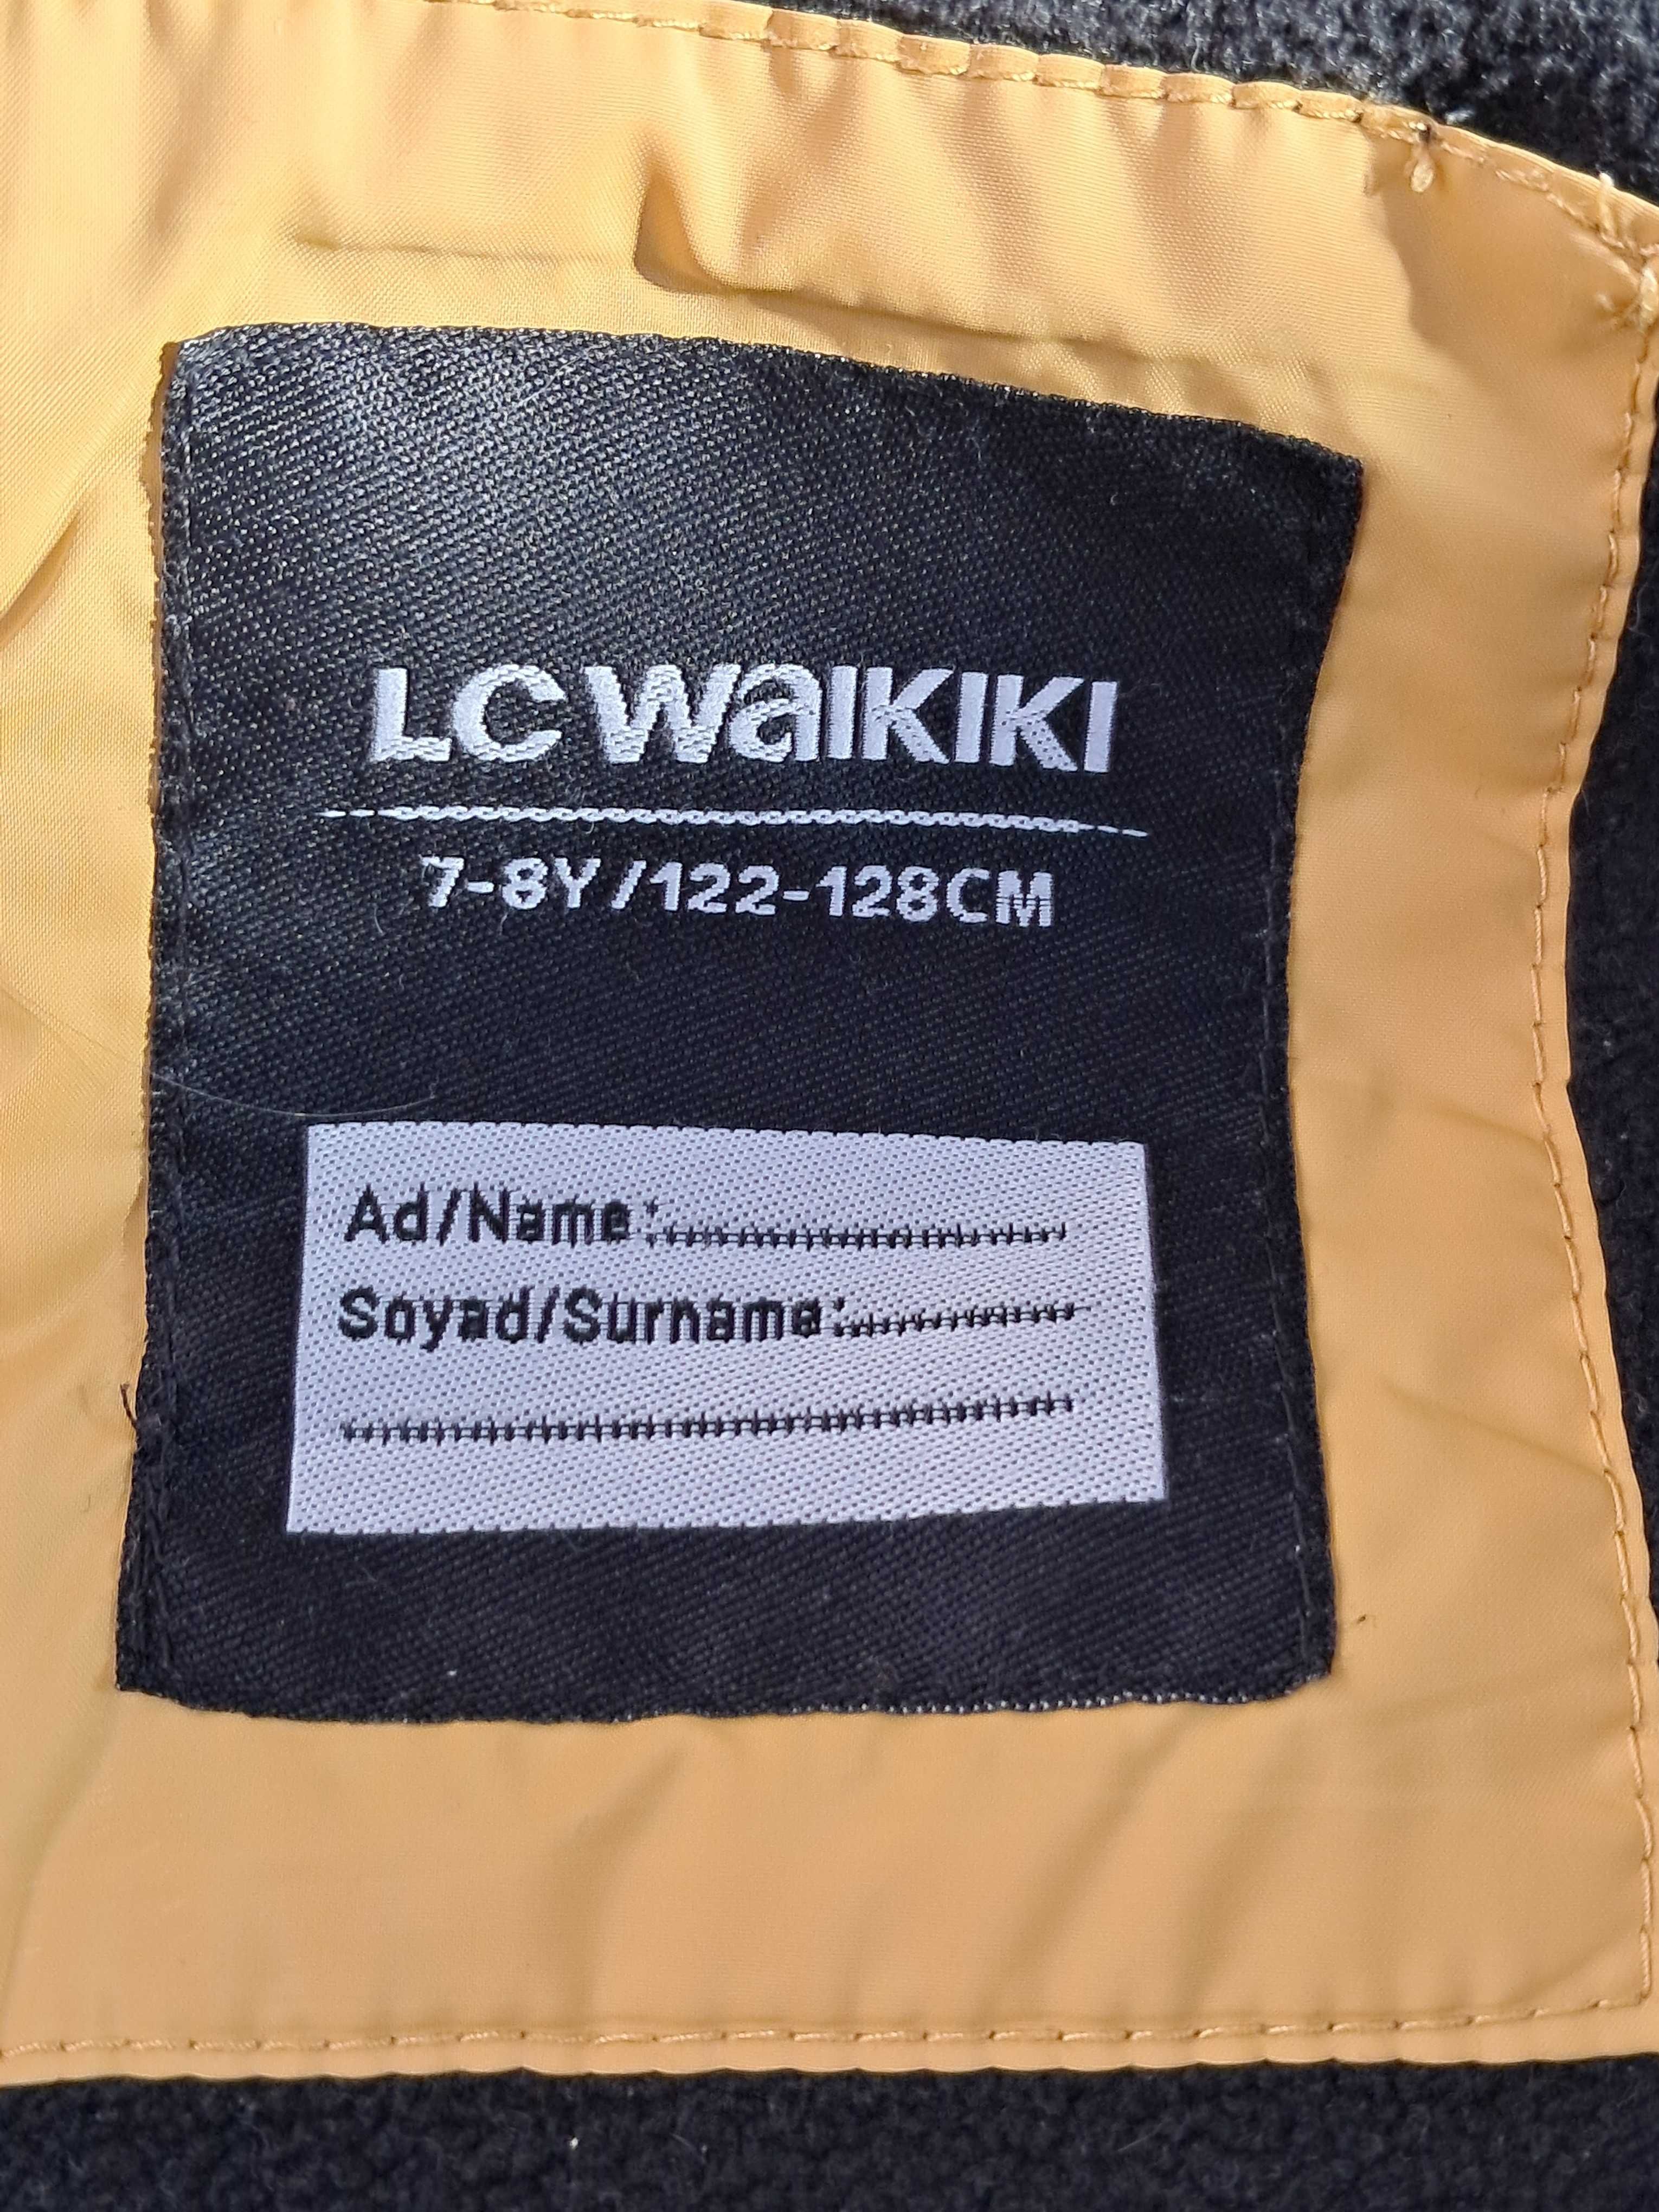 LC WAIKIKI
7-8Y/122-128CM
Ad/Name:....................
Soyad/Surname:............
....................................